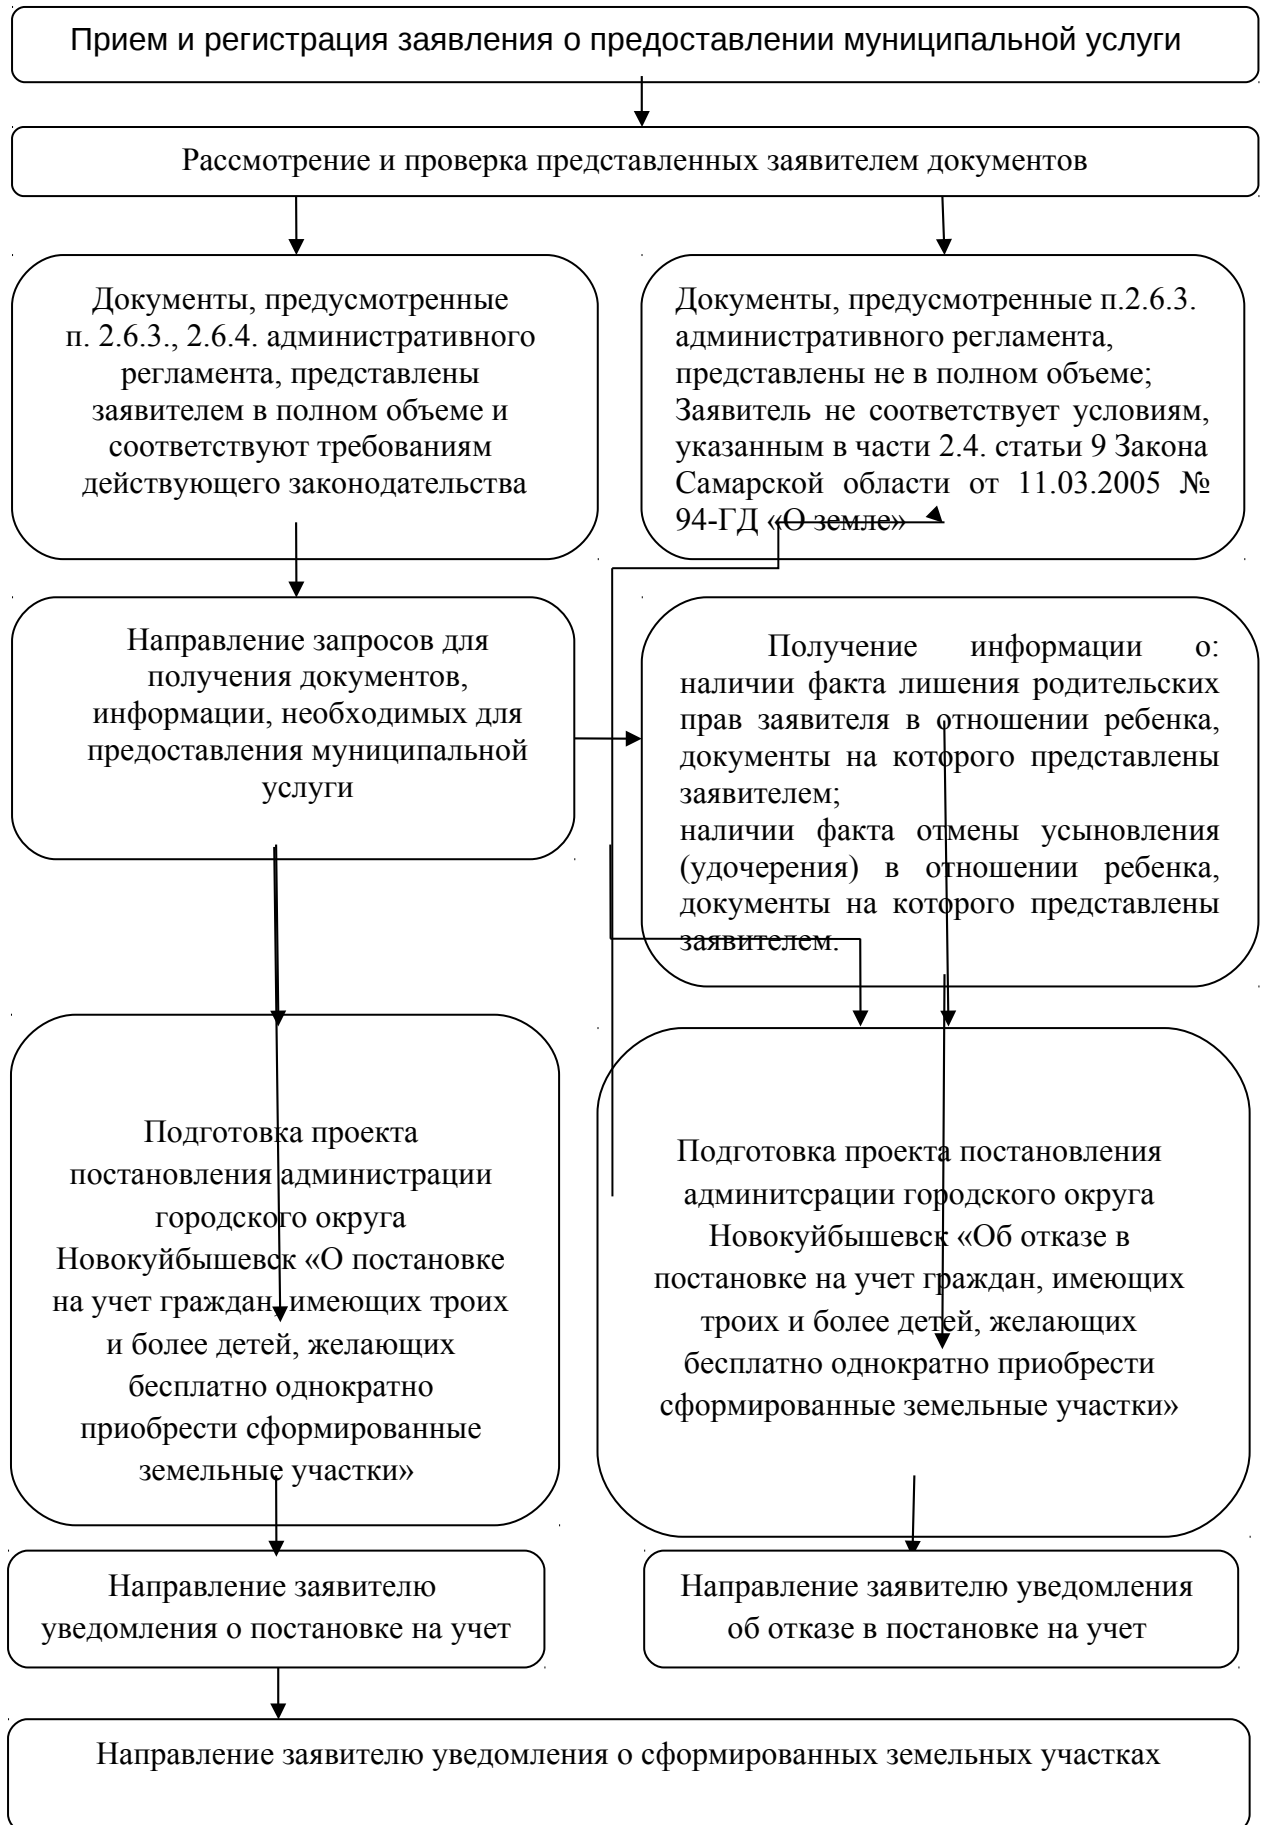 Прием и регистрация заявления о предоставлении муниципальной услуги
Рассмотрение и проверка представленных заявителем документов
Документы, предусмотренные
п. 2.6.3., 2.6.4. административного
регламента, представлены
заявителем в полном объеме и
соответствуют требованиям
действующего законодательства
Документы, предусмотренные п.2.6.3.
административного регламента,
представлены не в полном объеме;
Заявитель не соответствует условиям,
указанным в части 2.4. статьи 9 Закона
Самарской области от 11.03.2005 №
94-ГД «О земле»
Направление запросов для
получения документов,
информации, необходимых для
предоставления муниципальной
услуги
Получение информации о:
наличии факта лишения родительских
прав заявителя в отношении ребенка,
документы на которого представлены
заявителем;
наличии факта отмены усыновления
(удочерения) в отношении ребенка,
документы на которого представлены
заявителем.
Подготовка проекта
постановления администрации
городского округа
Новокуйбышевск «О постановке
на учет граждан, имеющих троих
и более детей, желающих
бесплатно однократно
приобрести сформированные
земельные участки»
Подготовка проекта постановления
админитсрации городского округа
Новокуйбышевск «Об отказе в
постановке на учет граждан, имеющих
троих и более детей, желающих
бесплатно однократно приобрести
сформированные земельные участки»
Направление заявителю
уведомления о постановке на учет
Направление заявителю уведомления
об отказе в постановке на учет
Направление заявителю уведомления о сформированных земельных участках